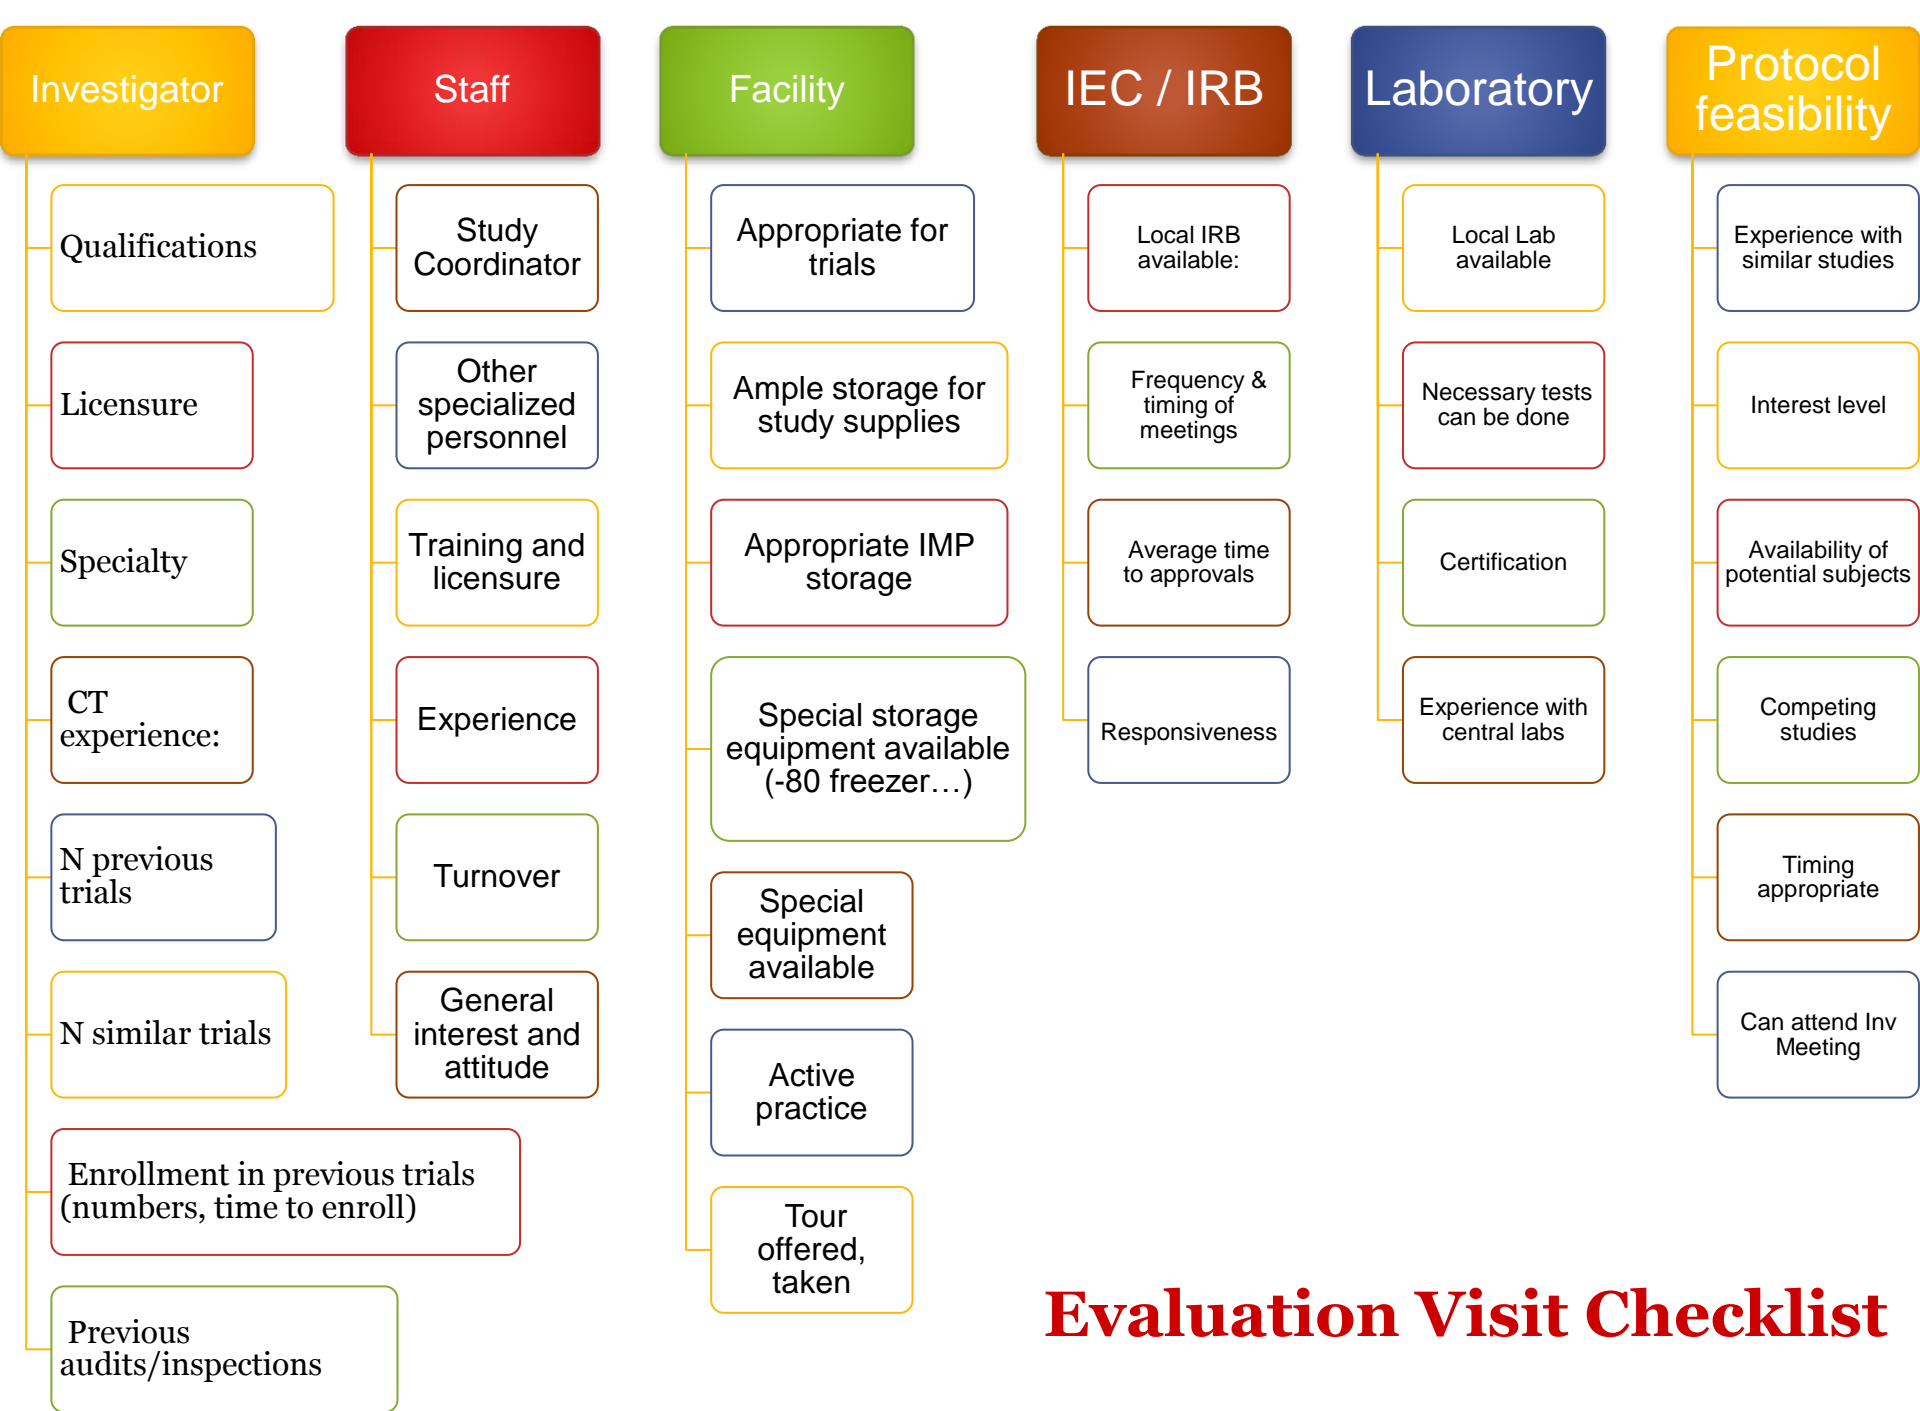 Investigator
Qualifications
Licensure
Specialty
CT
experience:
N previous
trials
N similar trials
Enrollment in previous trials
(numbers, time to enroll)
Previous
audits/inspections
Staff
Study
Coordinator
Other
specialized
personnel
Training and
licensure
Experience
Turnover
General
interest and
attitude
Facility
Appropriate for
trials
Ample storage for
study supplies
Appropriate IMP
storage
Special storage
equipment available
(-80 freezer…)
Special
equipment
available
Active
practice
Tour
offered,
taken
IEC / IRB
Local IRB
available:
Frequency &
timing of
meetings
Average time
to approvals
Responsiveness
Laboratory
Local Lab
available
Necessary tests
can be done
Certification
Experience with
central labs
Protocol
feasibility
Experience with
similar studies
Interest level
Availability of
potential subjects
Competing
studies
Timing
appropriate
Can attend Inv
Meeting
Evaluation Visit Checklist